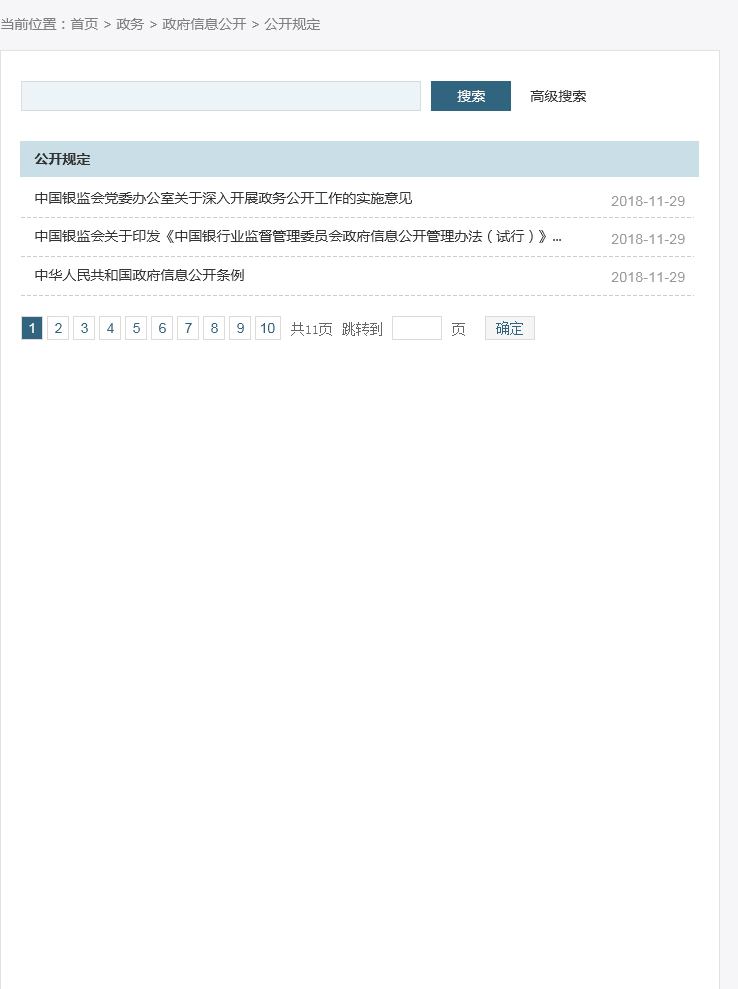 当前位置：首页 > 政务 > 政府信息公开 > 公开规定
搜索 高级搜索
公开规定
中国银监会党委办公室关于深入开展政务公开工作的实施意见 2018-11-29
中国银监会关于印发《中国银行业监督管理委员会政府信息公开管理办法（试行）》... 2018-11-29
中华人民共和国政府信息公开条例 2018-11-29
1 2 3 4 5 6 7 8 9 10 共11页 跳转到 页 确定